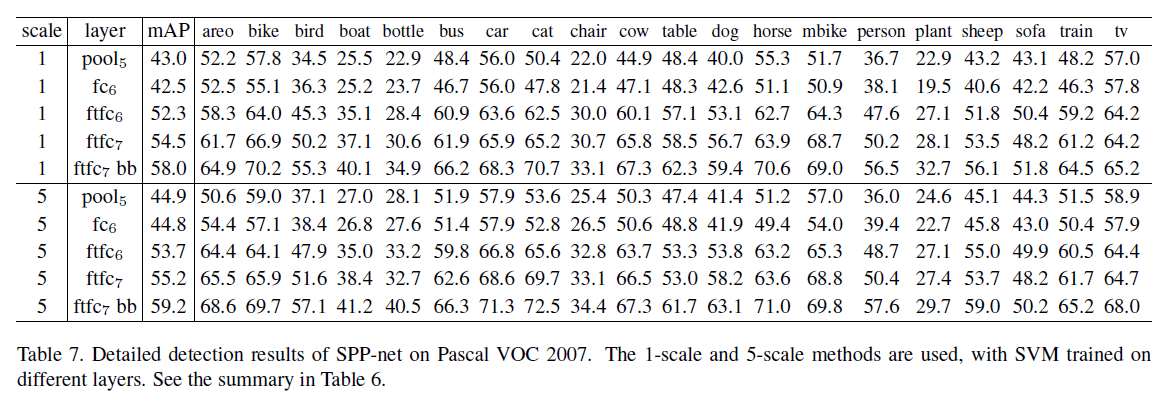 scale layer mAP areo bike bird boat bottle bus car cat chair cow table dog horse mbike person plant sheep sofa train tv
1 pool5 43.0 52.2 57.8 34.5 25.5 22.9 48.4 56.0 50.4 22.0 44.9 48.4 40.0 55.3 51.7 36.7 22.9 43.2 43.1 48.2 57.0
1 fc6 42.5 52.5 55.1 36.3 25.2 23.7 46.7 56.0 47.8 21.4 47.1 48.3 42.6 51.1 50.9 38.1 19.5 40.6 42.2 46.3 57.8
1 ftfc6 52.3 58.3 64.0 45.3 35.1 28.4 60.9 63.6 62.5 30.0 60.1 57.1 53.1 62.7 64.3 47.6 27.1 51.8 50.4 59.2 64.2
1 ftfc7 54.5 61.7 66.9 50.2 37.1 30.6 61.9 65.9 65.2 30.7 65.8 58.5 56.7 63.9 68.7 50.2 28.1 53.5 48.2 61.2 64.2
1 ftfc7 bb 58.0 64.9 70.2 55.3 40.1 34.9 66.2 68.3 70.7 33.1 67.3 62.3 59.4 70.6 69.0 56.5 32.7 56.1 51.8 64.5 65.2
5 pool5 44.9 50.6 59.0 37.1 27.0 28.1 51.9 57.9 53.6 25.4 50.3 47.4 41.4 51.2 57.0 36.0 24.6 45.1 44.3 51.5 58.9
5 fc6 44.8 54.4 57.1 38.4 26.8 27.6 51.4 57.9 52.8 26.5 50.6 48.8 41.9 49.4 54.0 39.4 22.7 45.8 43.0 50.4 57.9
5 ftfc6 53.7 64.4 64.1 47.9 35.0 33.2 59.8 66.8 65.6 32.8 63.7 53.3 53.8 63.2 65.3 48.7 27.1 55.0 49.9 60.5 64.4
5 ftfc7 55.2 65.5 65.9 51.6 38.4 32.7 62.6 68.6 69.7 33.1 66.5 53.0 58.2 63.6 68.8 50.4 27.4 53.7 48.2 61.7 64.7
5 ftfc7 bb 59.2 68.6 69.7 57.1 41.2 40.5 66.3 71.3 72.5 34.4 67.3 61.7 63.1 71.0 69.8 57.6 29.7 59.0 50.2 65.2 68.0
Table 7. Detailed detection results of SPP-net on Pascal VOC 2007. The 1-scale and 5-scale methods are used, with SVM trained on
different layers. See the summary in Table 6.